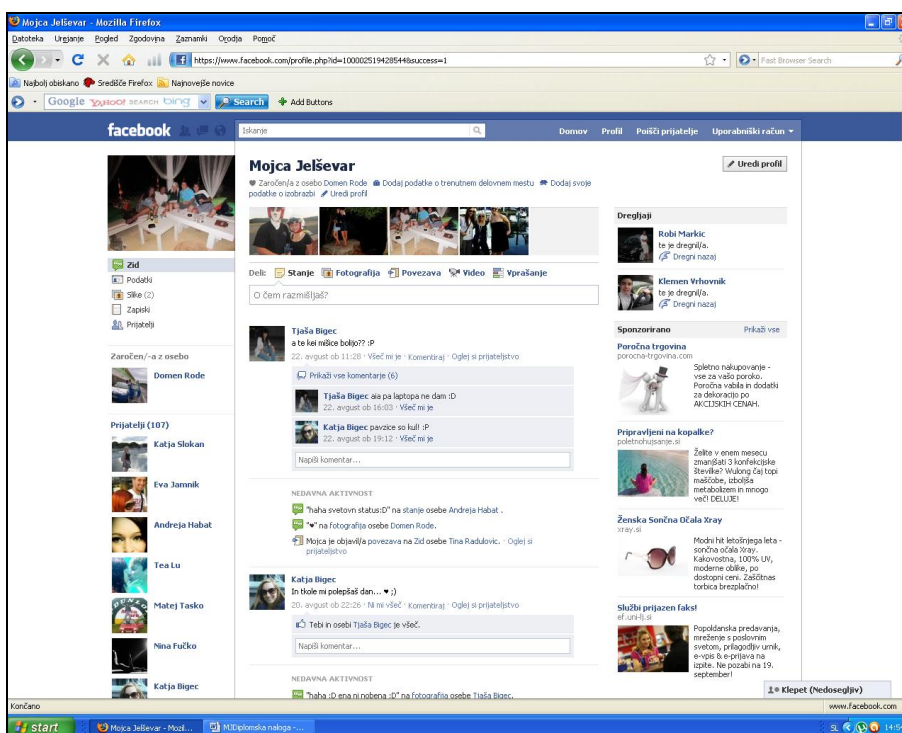 Mojca Jelševar - Mozilla Firefox
Datoteka Urejanje Pogled Zgodovina Zaznamki Orodja Pomoč
https://www.facebook.com/profile.php?id=100002519428544&success=1
Fast Browser Search
Najbolj obiskano Središče Firefox Najnovejše novice
Google YAHOO! SEARCH bing Search Add Buttons
facebook Iskanje Domov Profil Poišči prijatelje Uporabniški račun
Mojca Jelševar
Uredi profil
Zaročen/a z osebo Domen Rode Dodaj podatke o trenutnem delovnem mestu Dodaj svoje
podatke o izobrazbi Uredi profil
Zid
Podatki
Slike (2)
Zapiski
Prijatelji
Zaročen/-a z osebo
Domen Rode
Prijatelji (107)
Katja Slokan
Eva Jamnik
Andreja Habat
Tea Lu
Matej Tasko
Nina Fučko
Katja Bigec
Deli: Stanje Fotografija Povezava Video Vprašanje
O čem razmišljaš?
Tjaša Bigec
a te kei mišice bolijo?? :P
22. avgust ob 11:28 · Všeč mi je · Komentiraj · Oglej si prijateljstvo
Prikaži vse komentarje (6)
Tjaša Bigec aia pa laptopa ne dam :D
22. avgust ob 16:03 · Všeč mi je
Katja Bigec pavzice so kul! :P
22. avgust ob 19:12 · Všeč mi je
Napiši komentar...
NEDAVNA AKTIVNOST
"haha svetovn status:D" na stanje osebe Andreja Habat .
"♥" na fotografija osebe Domen Rode.
Mojca je objavil/a povezava na Zid osebe Tina Radulovic. · Oglej si
prijateljstvo
Katja Bigec
In tkole mi polepšaš dan... ♥ ;)
20. avgust ob 22:26 · Ni mi všeč · Komentiraj · Oglej si prijateljstvo
Tebi in osebi Tjaša Bigec je všeč.
Napiši komentar...
NEDAVNA AKTIVNOST
"haha :D ena ni nobena :D" na fotografija osebe Tjaša Bigec.
Dregljaji
Robi Markic
te je dregnil/a.
Dregni nazaj
Klemen Vrhovnik
te je dregnil/a.
Dregni nazaj
Sponzorirano Prikaži vse
Poročna trgovina
porocna-trgovina.com
Spletno nakupovanje -
vse za vašo poroko.
Poročna vabila in dodatki
za dekoracijo po
AKCIJSKIH CENAH.
Pripravljeni na kopalke?
poletnohujsanje.si
Želite v enem mesecu
zmanjšati 3 konfekcijske
številke? Wulong čaj topi
maščobe, izboljša
metabolizem in mnogo
več! DELUJE!
Ženska Sončna Očala Xray
xray.si
Modni hit letošnjega leta -
sončna očala Xray.
Kakovostna, 100% UV,
moderne oblike, po
dostopni ceni. Zaščitnas
torbica brezplačno!
Službi prijazen faks!
ef.uni-lj.si
Popoldanska predavanja,
mreženje s poslovnim
svetom, prilagodljiv urnik,
e-vpis & e-prijava na
izpite. Ne pozabi na 19.
september!
Klepet (Nedosegljiv)
Končano www.facebook.com
start Mojca Jelševar - Mozil... MJDiplomska naloga -... SL